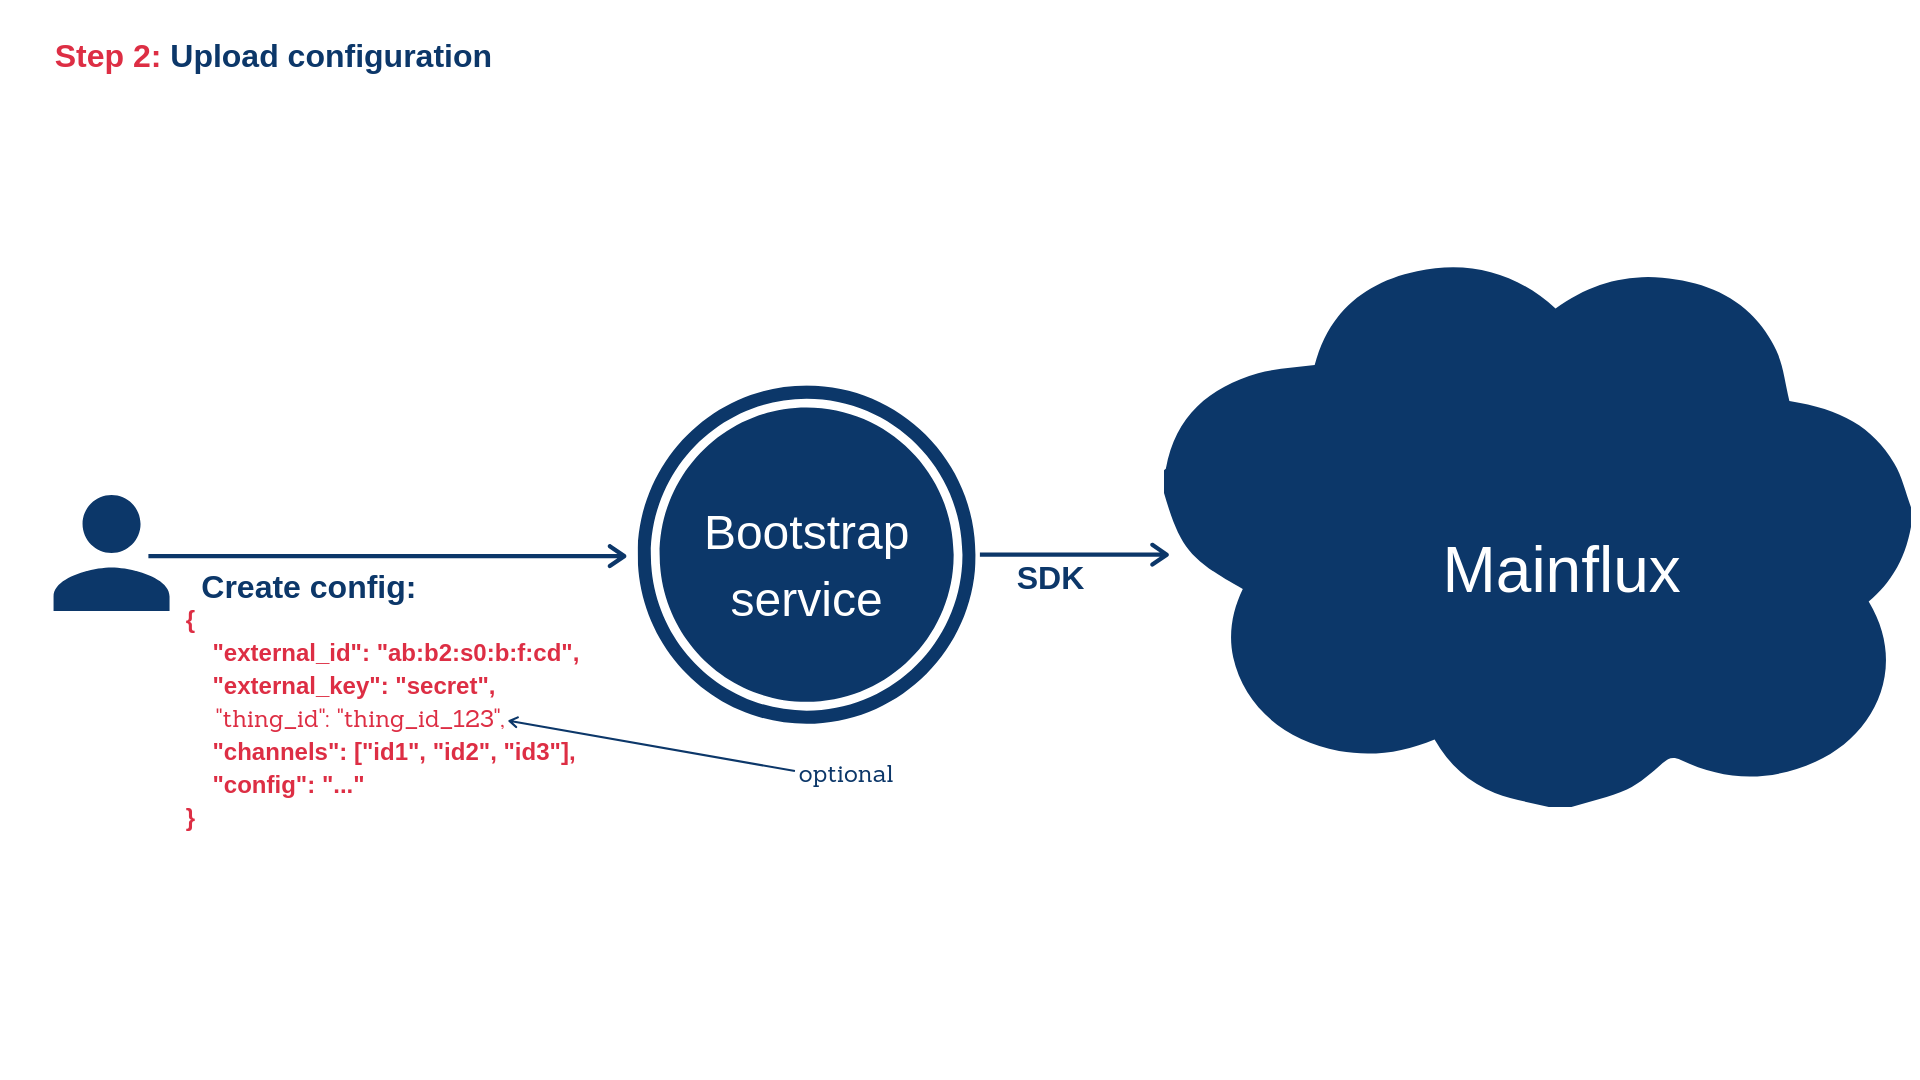 Step 2: Upload configuration
Bootstrap
service
Mainflux
SDK
Create config:
{
"external_id": "ab:b2:s0:b:f:cd",
"external_key": "secret",
"thing_id": "thing_id_123",
"channels": ["id1", "id2", "id3"],
"config": "..."
}
optional